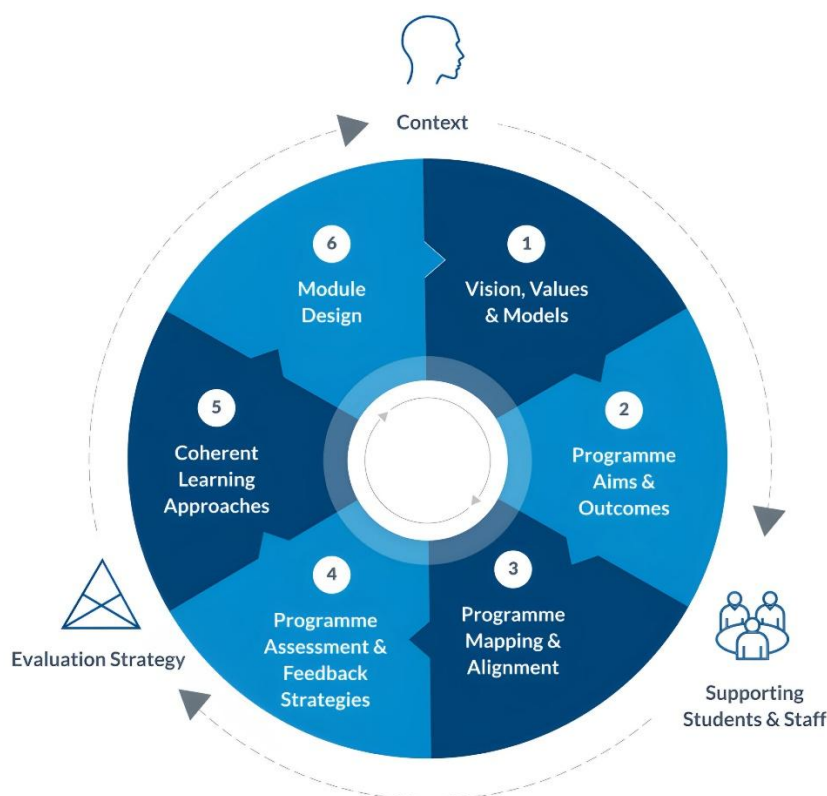 Context
1
Vision, Values
& Models
2
Programme
Aims &
Outcomes
3
Programme
Mapping &
Alignment
4
Programme
Assessment &
Feedback
Strategies
5
Coherent
Learning
Approaches
6
Module
Design
Supporting
Students & Staff
Evaluation Strategy